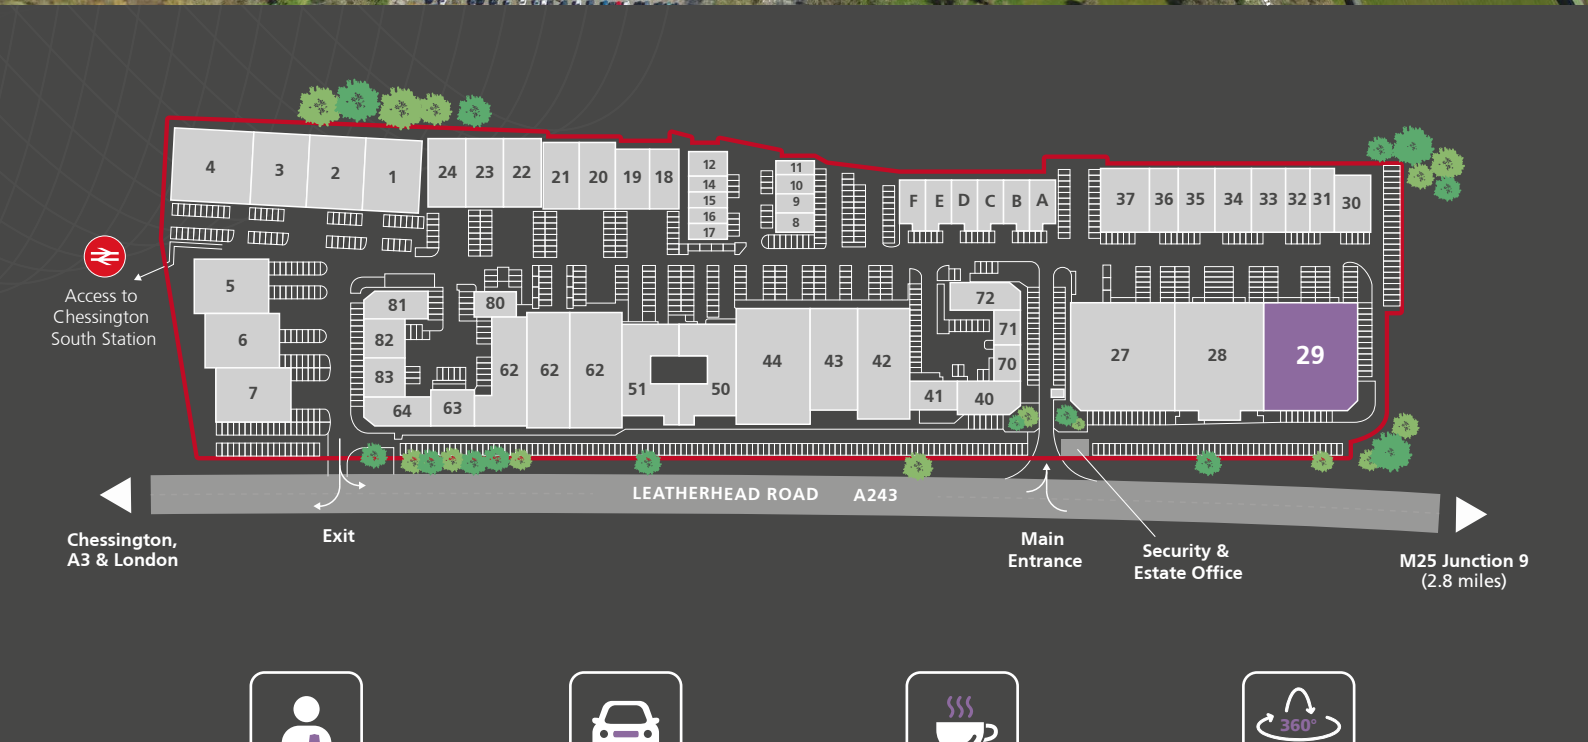 4
3
2
1
24
23
22
21
20
19
18
12
14
15
16
17
11
10
9
8
F
E
D
C
B
A
37
36
35
34
33
32
31
30
Access to
Chessington
South Station
5
6
7
81
82
83
64
63
80
62
62
62
51
50
44
43
42
41
40
72
71
70
27
28
29
LEATHERHEAD ROAD A243
Chessington,
A3 & London
Exit
Main
Entrance
Security &
Estate Office
M25 Junction 9
(2.8 miles)
360°